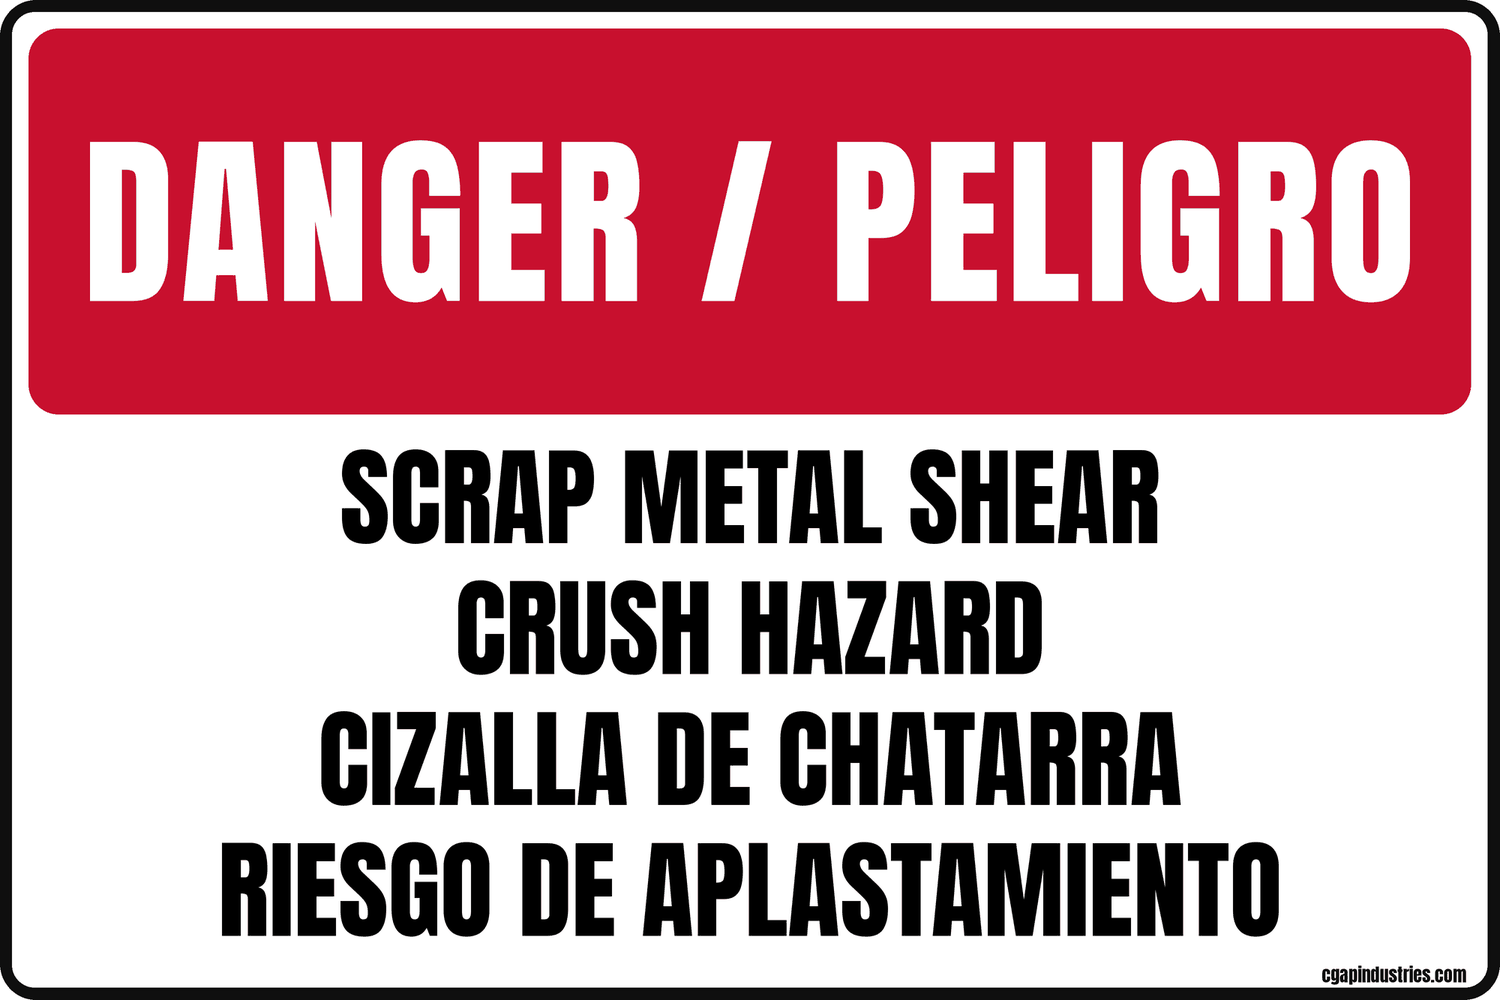 DANGER / PELIGRO
SCRAP METAL SHEAR
CRUSH HAZARD
CIZALLA DE CHATARRA
RIESGO DE APLASTAMIENTO
cgapindustries.com